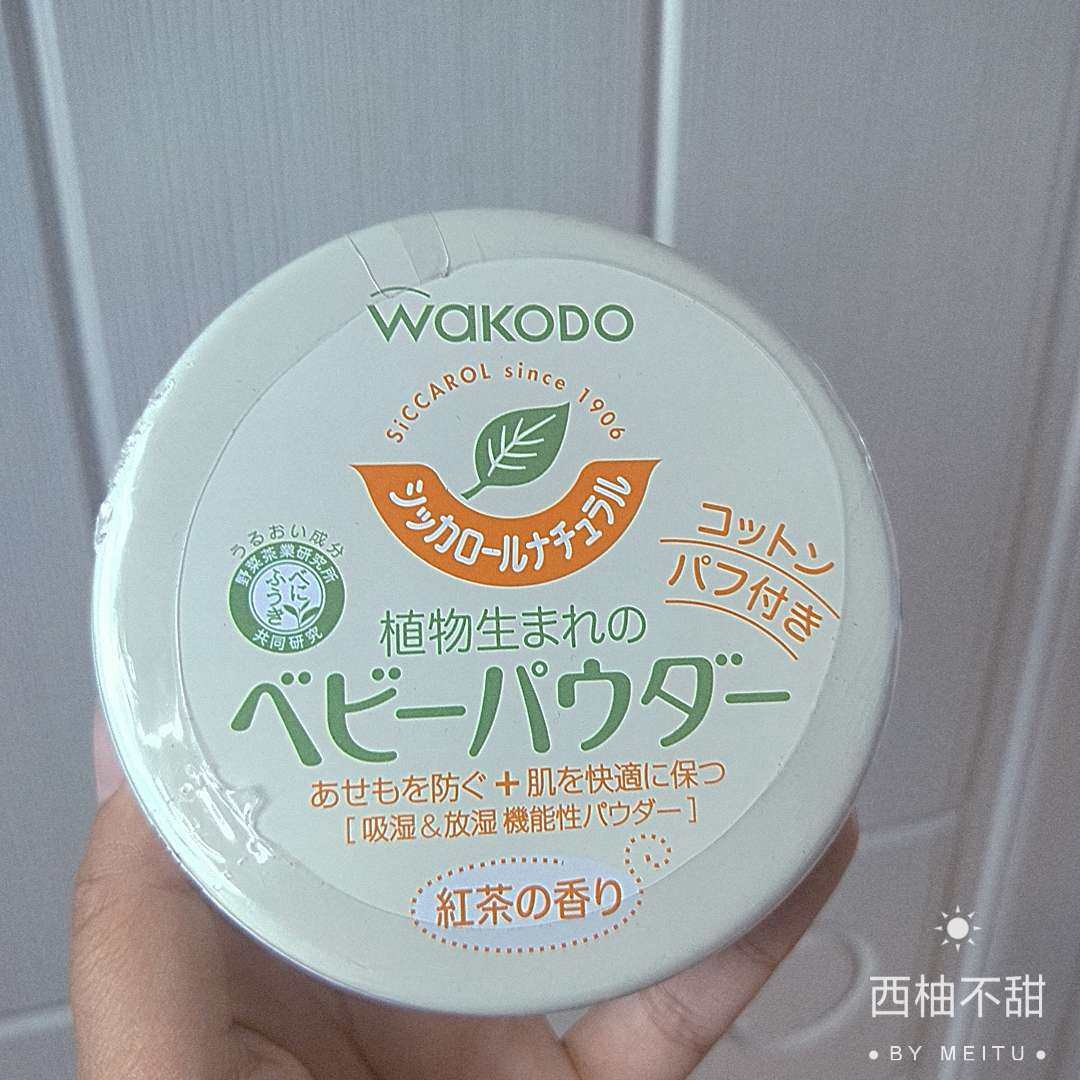 WaKODO
SiCCAROL since 1906
シッカロールナチュラル
コットン
パフ付き
うるおい成分
野菜茶業研究所
べに
ふうき
共同研究
植物生まれの
ベビーパウダー
あせもを防ぐ+肌を快適に保つ
[吸湿&放湿 機能性パウダー]
紅茶の香り
西柚不甜
• BY MEITU •